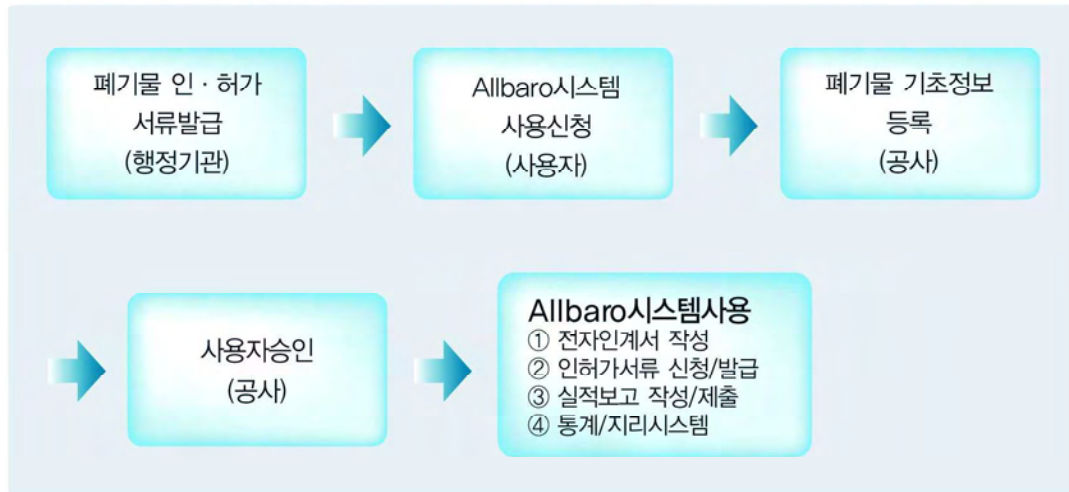 폐기물 인 · 허가
서류발급
(행정기관)
Allbaro시스템
사용신청
(사용자)
폐기물 기초정보
등록
(공사)
사용자승인
(공사)
Allbaro시스템사용
① 전자인계서 작성
② 인허가서류 신청/발급
③ 실적보고 작성/제출
④ 통계/지리시스템